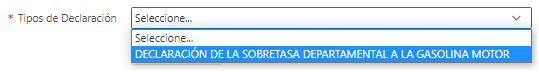 * Tipos de Declaración Seleccione...
Seleccione...
DECLARACIÓN DE LA SOBRETASA DEPARTAMENTAL A LA GASOLINA MOTOR